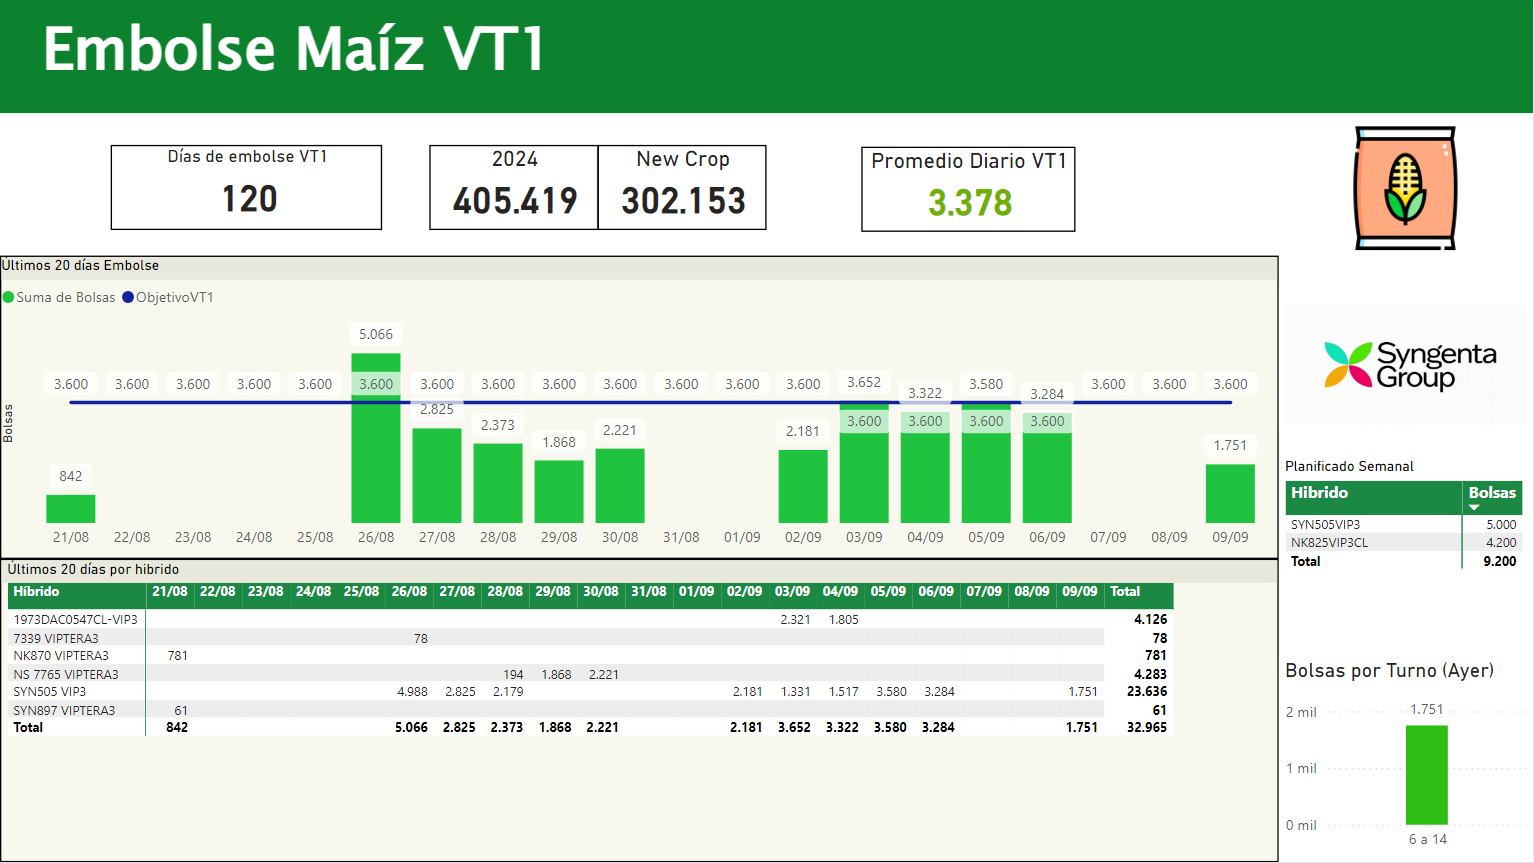 Embolse Maíz VT1
Días de embolse VT1
120
2024
405.419
New Crop
302.153
Promedio Diario VT1
3.378
Últimos 20 días Embolse
Suma de Bolsas ObjetivoVT1
Bolsas
5.066
3.600 3.600 3.600 3.600 3.600 3.600 3.600 3.600 3.600 3.600 3.600 3.600 3.600 3.652 3.322 3.580 3.284 3.600 3.600 3.600
842 2.825 2.373 1.868 2.221 2.181 3.600 3.600 3.600 3.600 1.751
21/08 22/08 23/08 24/08 25/08 26/08 27/08 28/08 29/08 30/08 31/08 01/09 02/09 03/09 04/09 05/09 06/09 07/09 08/09 09/09
Últimos 20 días por hibrido
Híbrido 21/08 22/08 23/08 24/08 25/08 26/08 27/08 28/08 29/08 30/08 31/08 01/09 02/09 03/09 04/09 05/09 06/09 07/09 08/09 09/09 Total
1973DAC0547CL-VIP3 2.321 1.805 4.126
7339 VIPTERA3 78 78
NK870 VIPTERA3 781 781
NS 7765 VIPTERA3 194 1.868 2.221 4.283
SYN505 VIP3 4.988 2.825 2.179 2.181 1.331 1.517 3.580 3.284 1.751 23.636
SYN897 VIPTERA3 61 61
Total 842 5.066 2.825 2.373 1.868 2.221 2.181 3.652 3.322 3.580 3.284 1.751 32.965
Syngenta
Group
Planificado Semanal
Hibrido Bolsas
SYN505VIP3 5.000
NK825VIP3CL 4.200
Total 9.200
Bolsas por Turno (Ayer)
2 mil
1.751
1 mil
0 mil
6 a 14